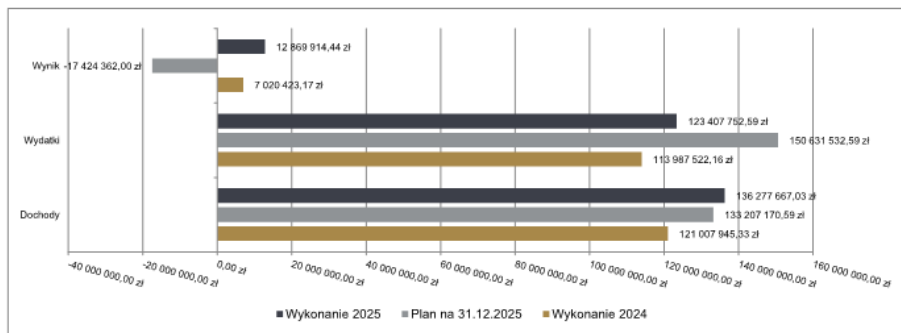 12 869 914,44 zł
Wynik -17 424 362,00 zł
7 020 423,17 zł
123 407 752,59 zł
Wydatki 150 631 532,59 zł
113 987 522,16 zł
136 277 667,03 zł
Dochody 133 207 170,59 zł
121 007 945,33 zł
-40 000 000,00 zł -20 000 000,00 zł 0,00 zł 20 000 000,00 zł 40 000 000,00 zł 60 000 000,00 zł 80 000 000,00 zł 100 000 000,00 zł 120 000 000,00 zł 140 000 000,00 zł 160 000 000,00 zł
Wykonanie 2025 Plan na 31.12.2025 Wykonanie 2024